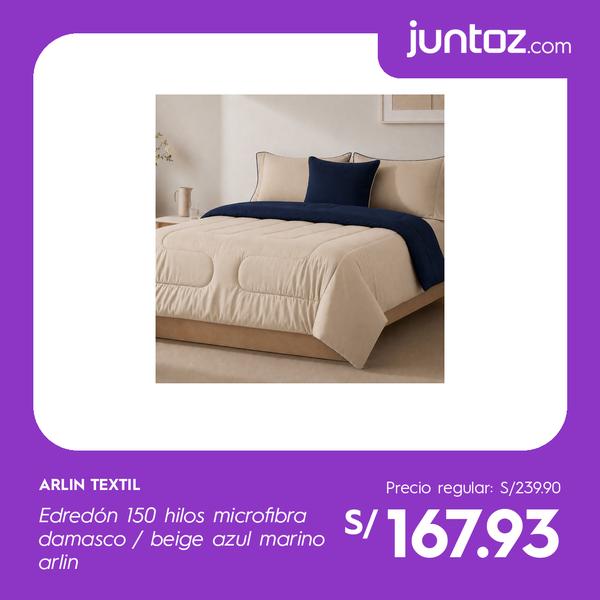 juntoz.com
ARLIN TEXTIL
Edredón 150 hilos microfibra
damasco / beige azul marino
arlin
Precio regular: S/239.90
S/167.93